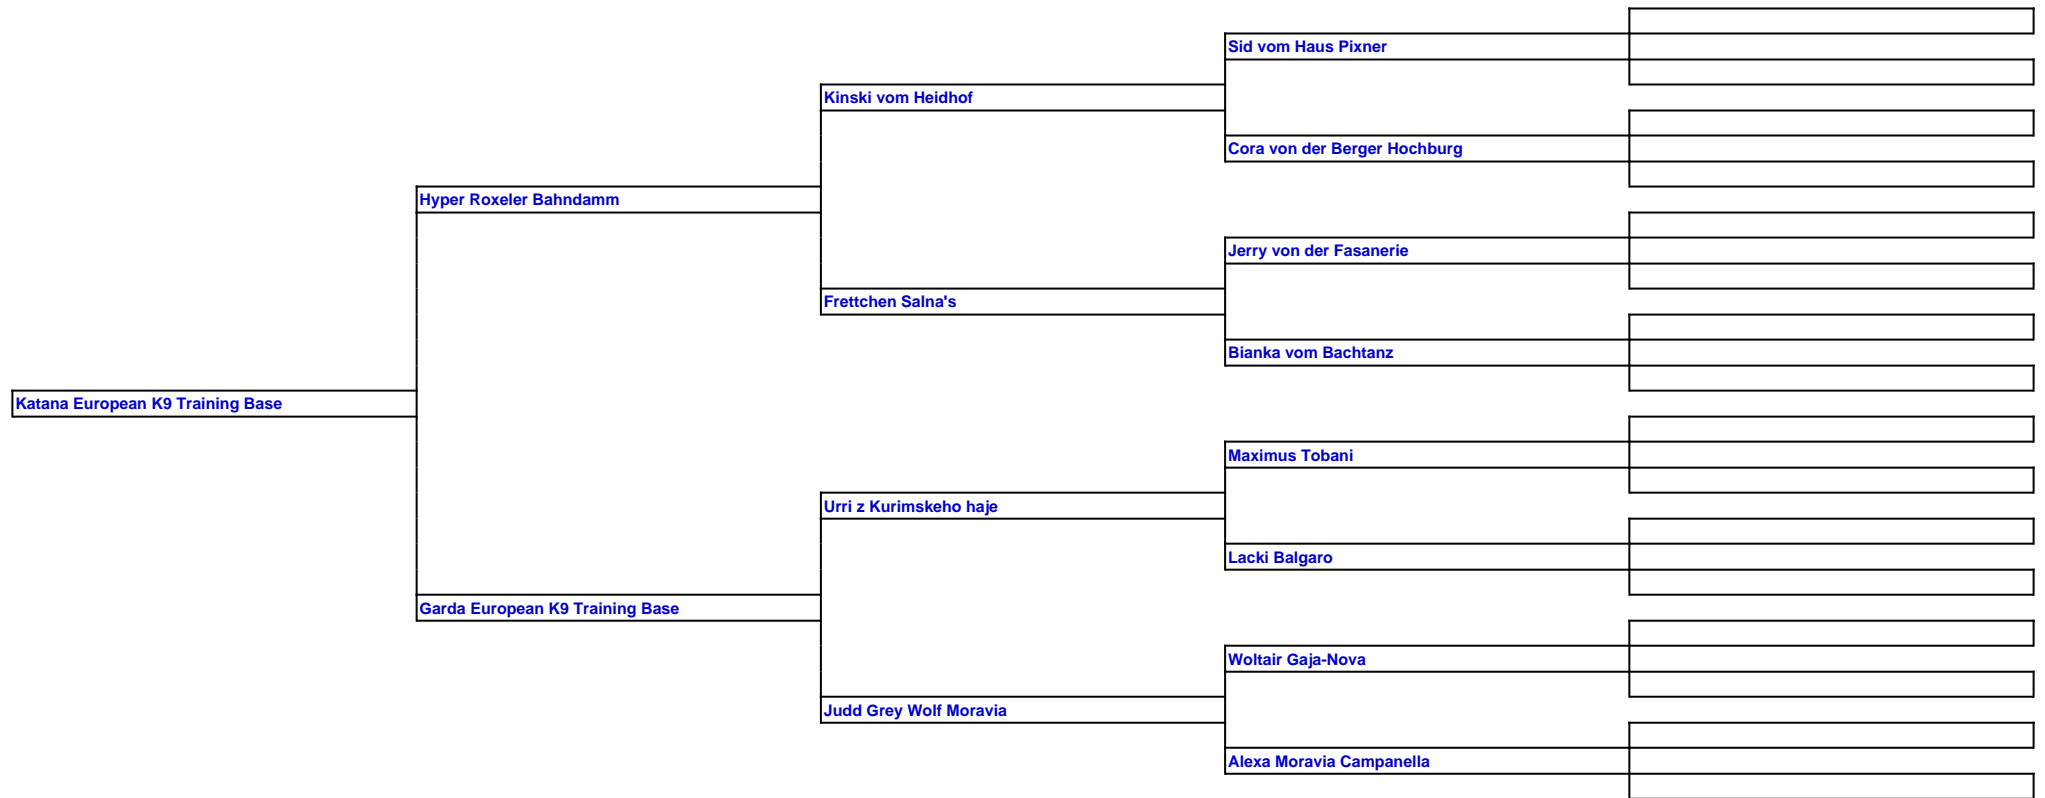 Sid vom Haus Pixner
Kinski vom Heidhof
Cora von der Berger Hochburg
Hyper Roxeler Bahndamm
Jerry von der Fasanerie
Frettchen Salna's
Bianka vom Bachtanz
Katana European K9 Training Base
Maximus Tobani
Urri z Kurimskeho haje
Lacki Balgaro
Garda European K9 Training Base
Woltair Gaja-Nova
Judd Grey Wolf Moravia
Alexa Moravia Campanella